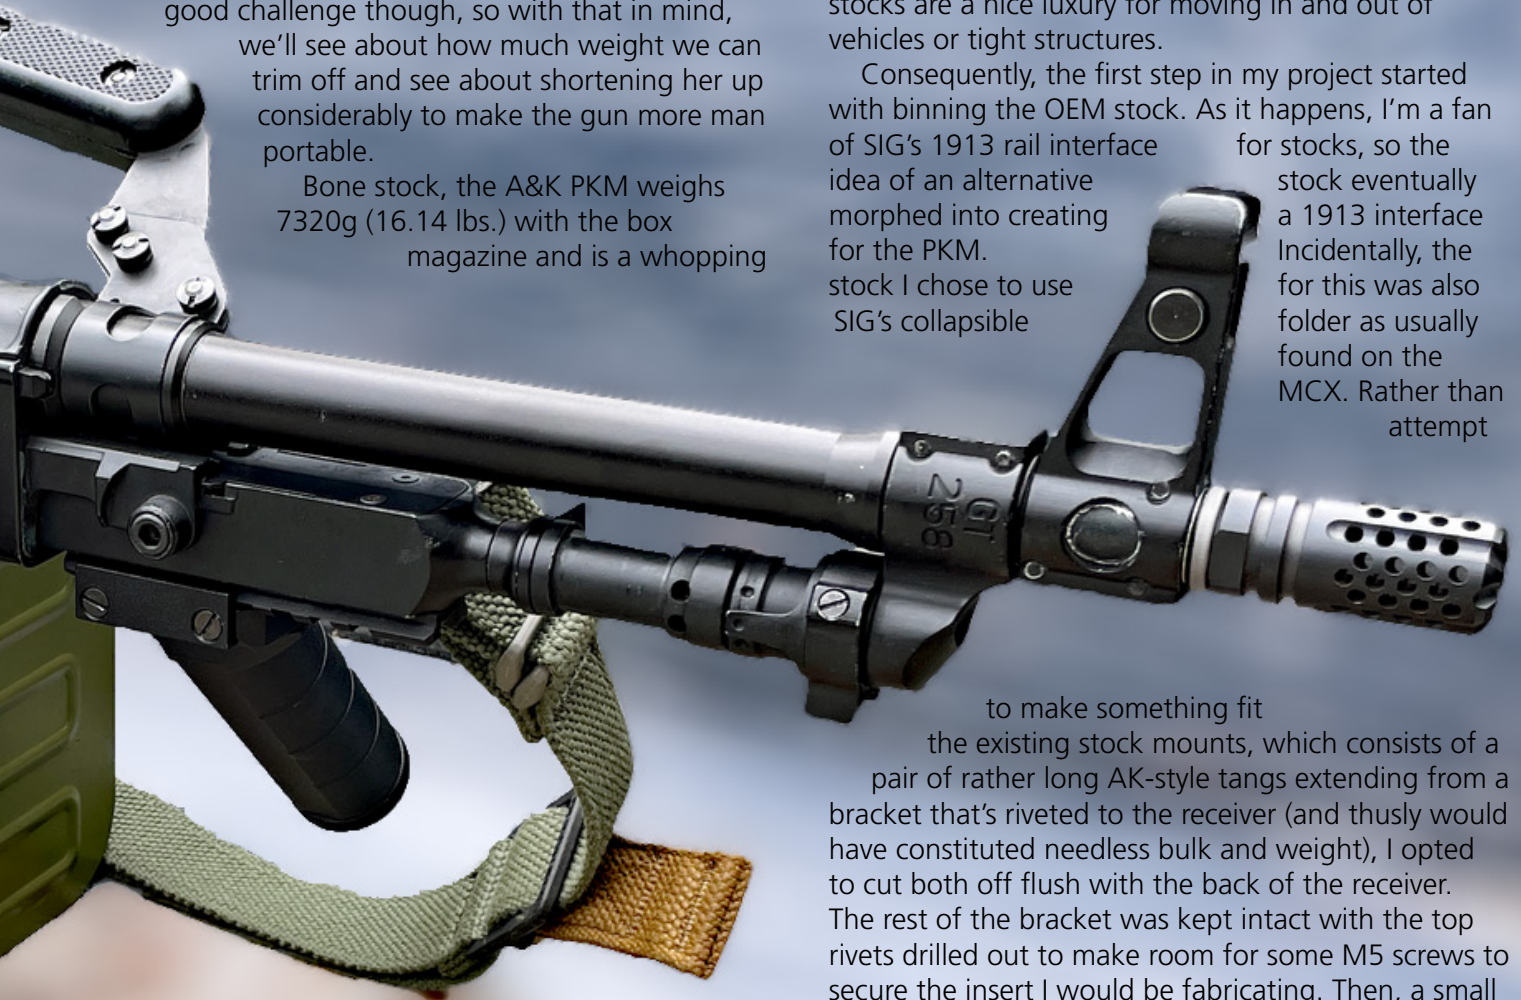 good challenge though, so with that in mind,
we'll see about how much weight we can
trim off and see about shortening her up
considerably to make the gun more man
portable.
Bone stock, the A&K PKM weighs
7320g (16.14 lbs.) with the box
magazine and is a whopping
stocks are a nice luxury for moving in and out of
vehicles or tight structures.
Consequently, the first step in my project started
with binning the OEM stock. As it happens, I'm a fan
of SIG's 1913 rail interface for stocks, so the
idea of an alternative stock eventually
morphed into creating a 1913 interface
for the PKM. Incidentally, the
stock I chose to use for this was also
SIG's collapsible folder as usually
found on the
MCX. Rather than
attempt
to make something fit
the existing stock mounts, which consists of a
pair of rather long AK-style tangs extending from a
bracket that's riveted to the receiver (and thusly would
have constituted needless bulk and weight), I opted
to cut both off flush with the back of the receiver.
The rest of the bracket was kept intact with the top
rivets drilled out to make room for some M5 screws to
secure the insert I would be fabricating. Then, a small
GT
258